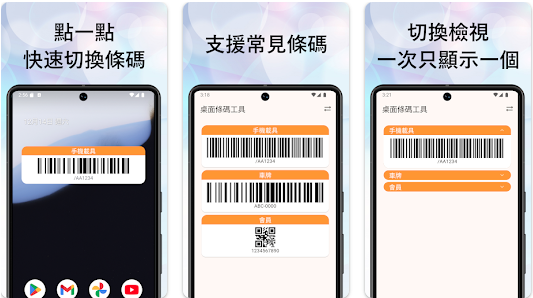 點一點
快速切換條碼
2:56
手機載具
/AA1234
支援常見條碼
3:16
桌面條碼工具
手機載具
/AA1234
車牌
ABC-0000
會員
1234567890
切換檢視
一次只顯示一個
3:21
桌面條碼工具
手機載具
/AA1234
車牌
會員